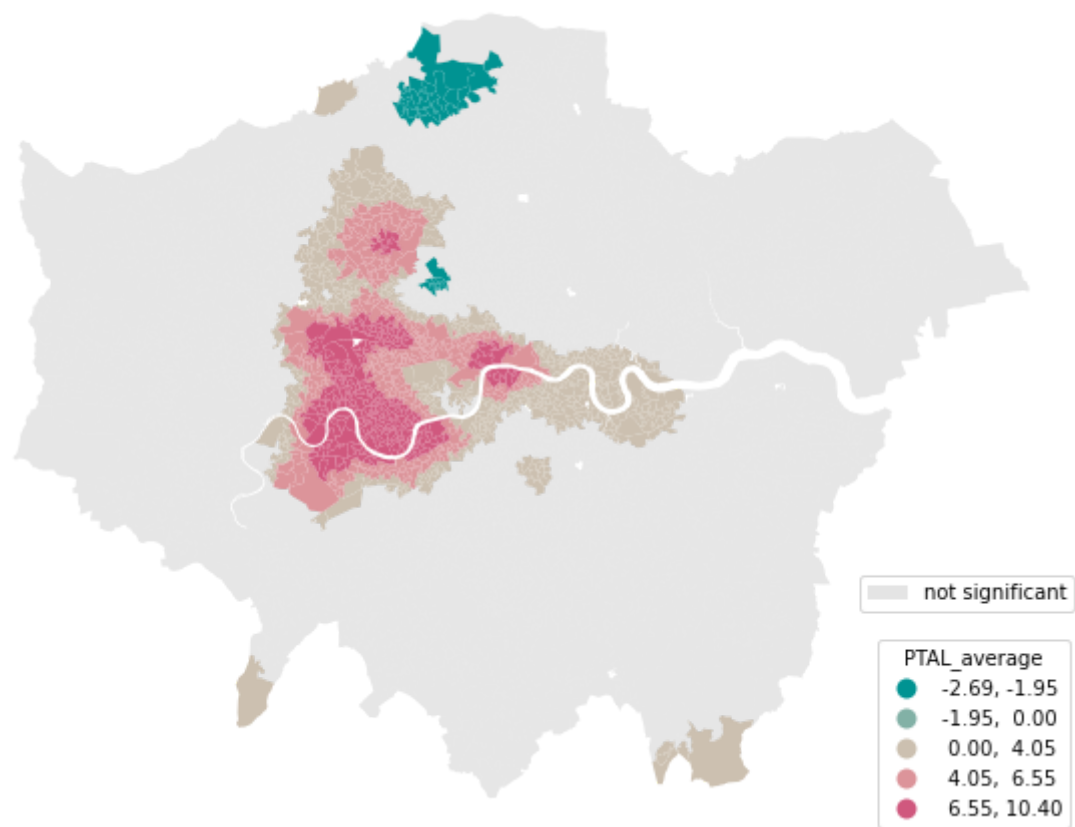 not significant
PTAL_average
-2.69, -1.95
-1.95, 0.00
0.00, 4.05
4.05, 6.55
6.55, 10.40